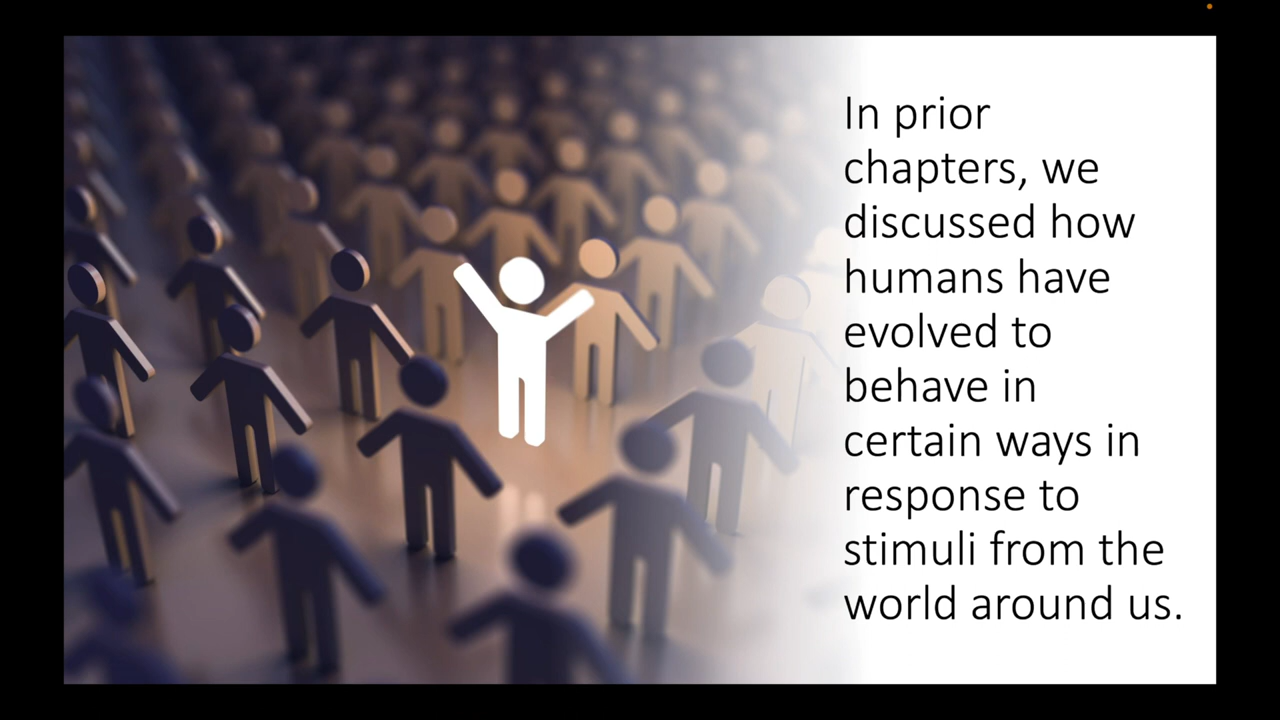 In prior
chapters, we
discussed how
humans have
evolved to
behave in
certain ways in
response to
stimuli from the
world around us.